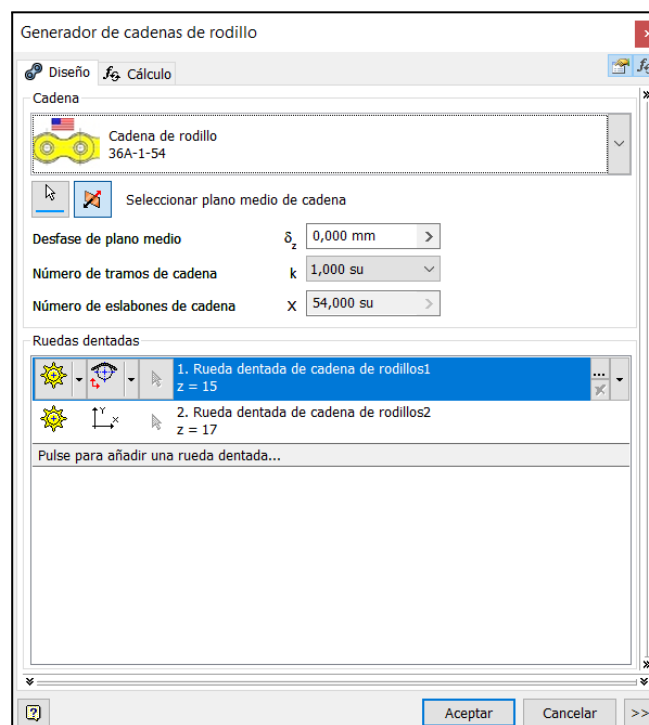 Generador de cadenas de rodillo
Diseño
Cálculo
Cadena
Cadena de rodillo
36A-1-54
Seleccionar plano medio de cadena
Desfase de plano medio δz 0,000 mm
Número de tramos de cadena k 1,000 su
Número de eslabones de cadena X 54,000 su
Ruedas dentadas
1. Rueda dentada de cadena de rodillos1
z = 15
...
2. Rueda dentada de cadena de rodillos2
z = 17
Pulse para añadir una rueda dentada...
Aceptar
Cancelar
>>